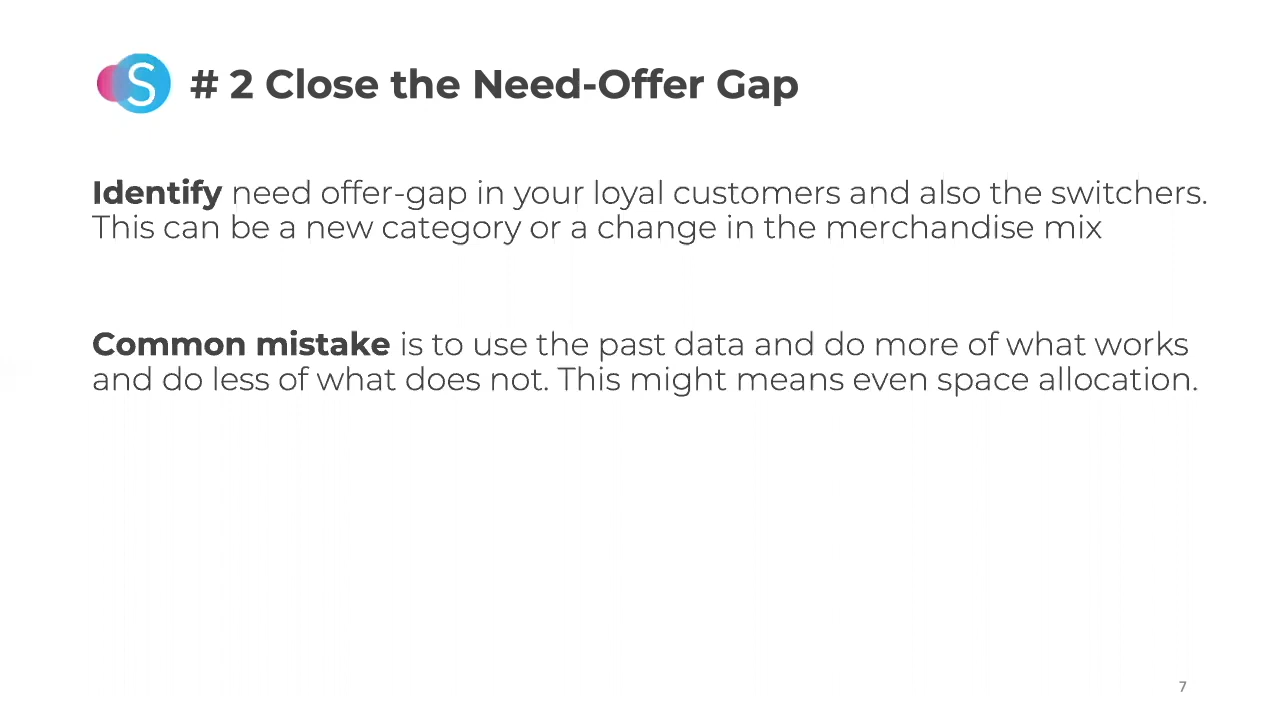 S
# 2 Close the Need-Offer Gap
Identify need offer-gap in your loyal customers and also the switchers.
This can be a new category or a change in the merchandise mix
Common mistake is to use the past data and do more of what works
and do less of what does not. This might means even space allocation.
7